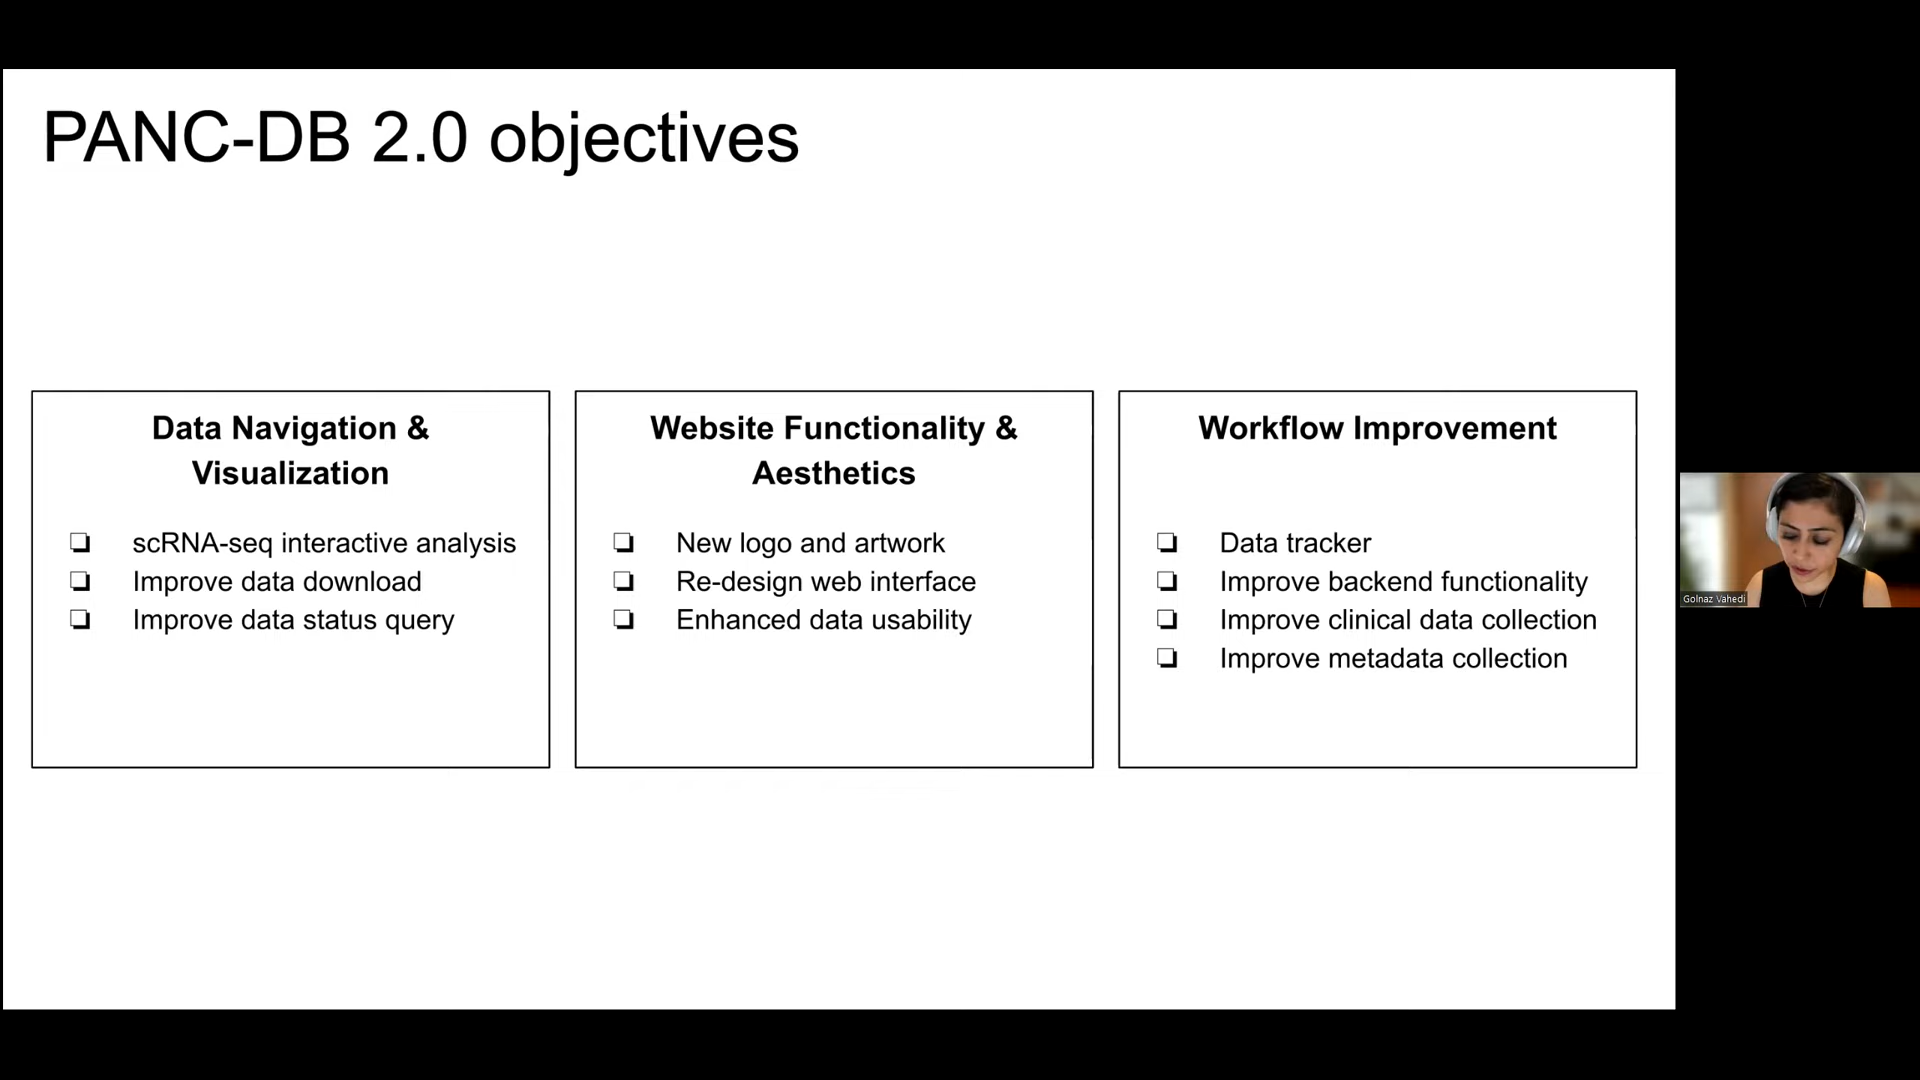 PANC-DB 2.0 objectives
Data Navigation &
Visualization
❏ scRNA-seq interactive analysis
❏ Improve data download
❏ Improve data status query
Website Functionality &
Aesthetics
❏ New logo and artwork
❏ Re-design web interface
❏ Enhanced data usability
Workflow Improvement
❏ Data tracker
❏ Improve backend functionality
❏ Improve clinical data collection
❏ Improve metadata collection
Golnaz Vahedi